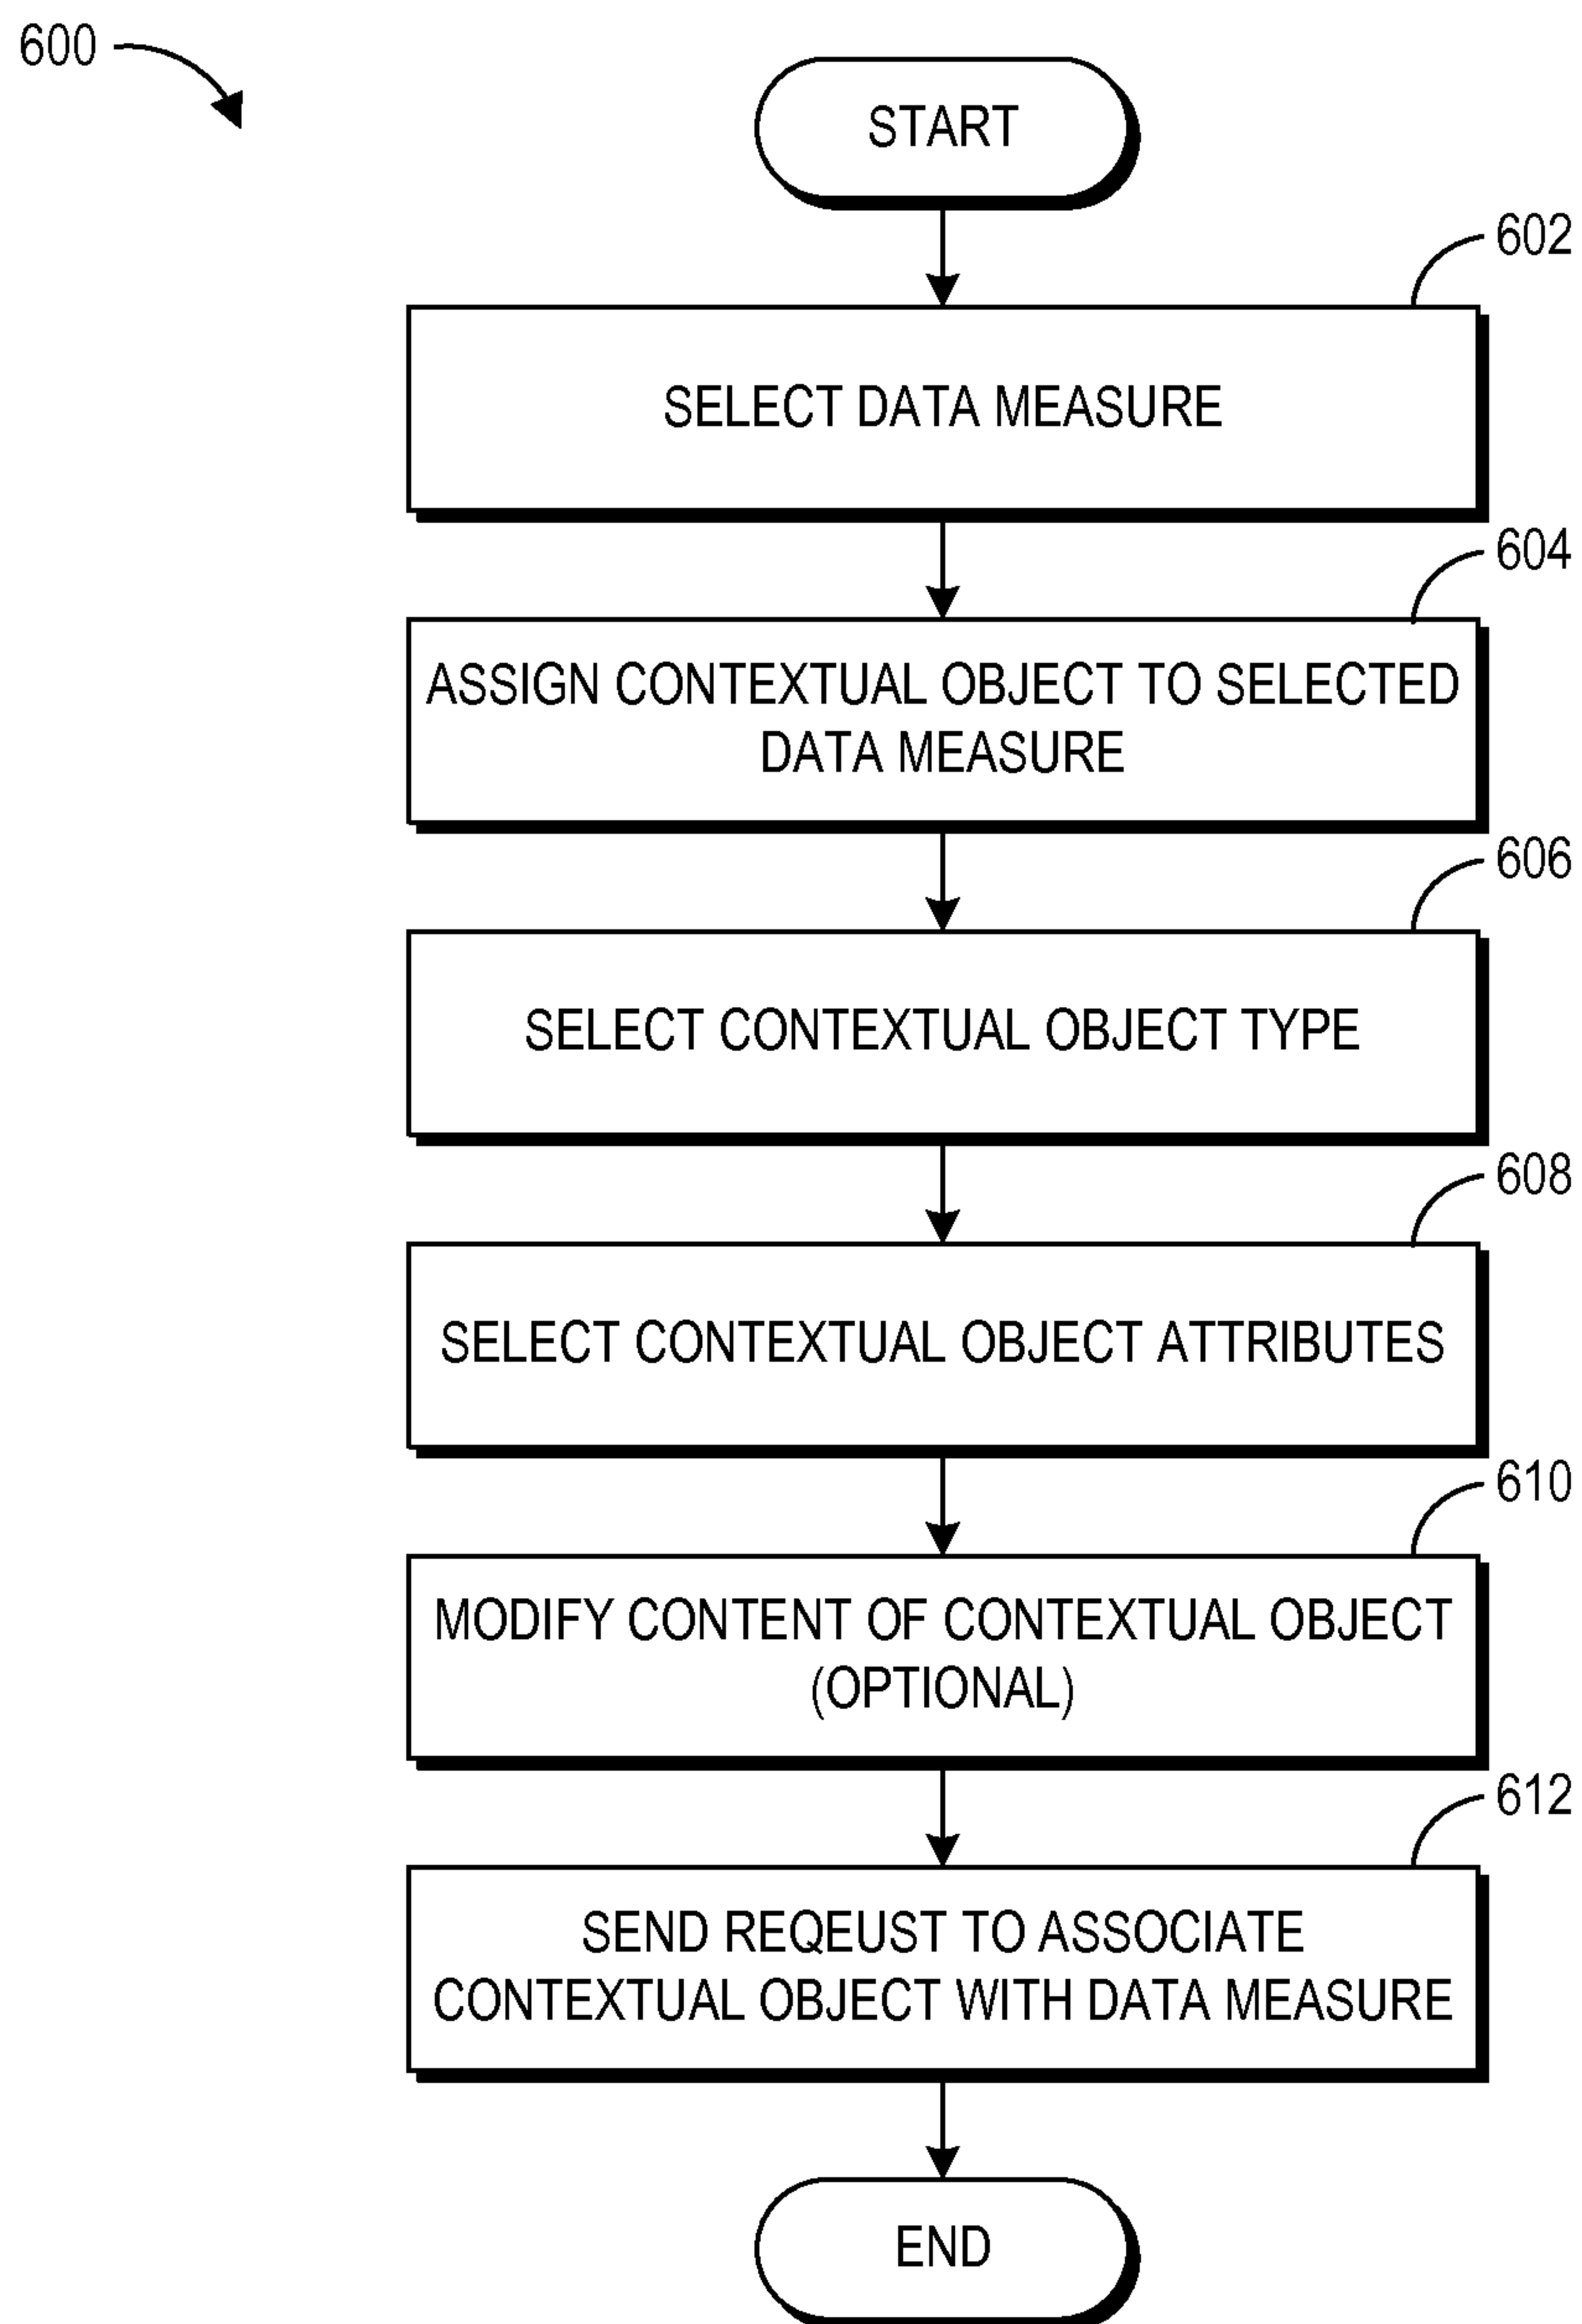 600
START
602
SELECT DATA MEASURE
604
ASSIGN CONTEXTUAL OBJECT TO SELECTED
DATA MEASURE
606
SELECT CONTEXTUAL OBJECT TYPE
608
SELECT CONTEXTUAL OBJECT ATTRIBUTES
610
MODIFY CONTENT OF CONTEXTUAL OBJECT
(OPTIONAL)
612
SEND REQEUST TO ASSOCIATE
CONTEXTUAL OBJECT WITH DATA MEASURE
END